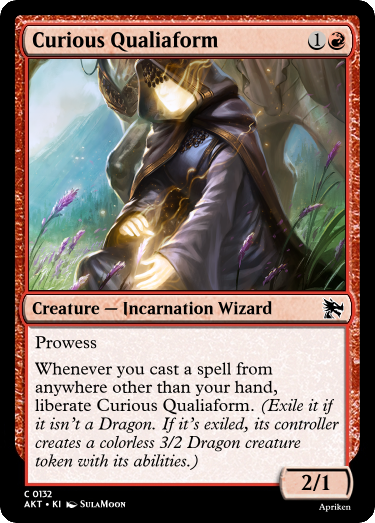 Curious Qualiaform
1
Creature — Incarnation Wizard
Prowess
Whenever you cast a spell from
anywhere other than your hand,
liberate Curious Qualiaform. (Exile it if
it isn't a Dragon. If it's exiled, its controller
creates a colorless 3/2 Dragon creature
token with its abilities.)
2/1
C 0132
AKT • KI SulaMoon
Apriken